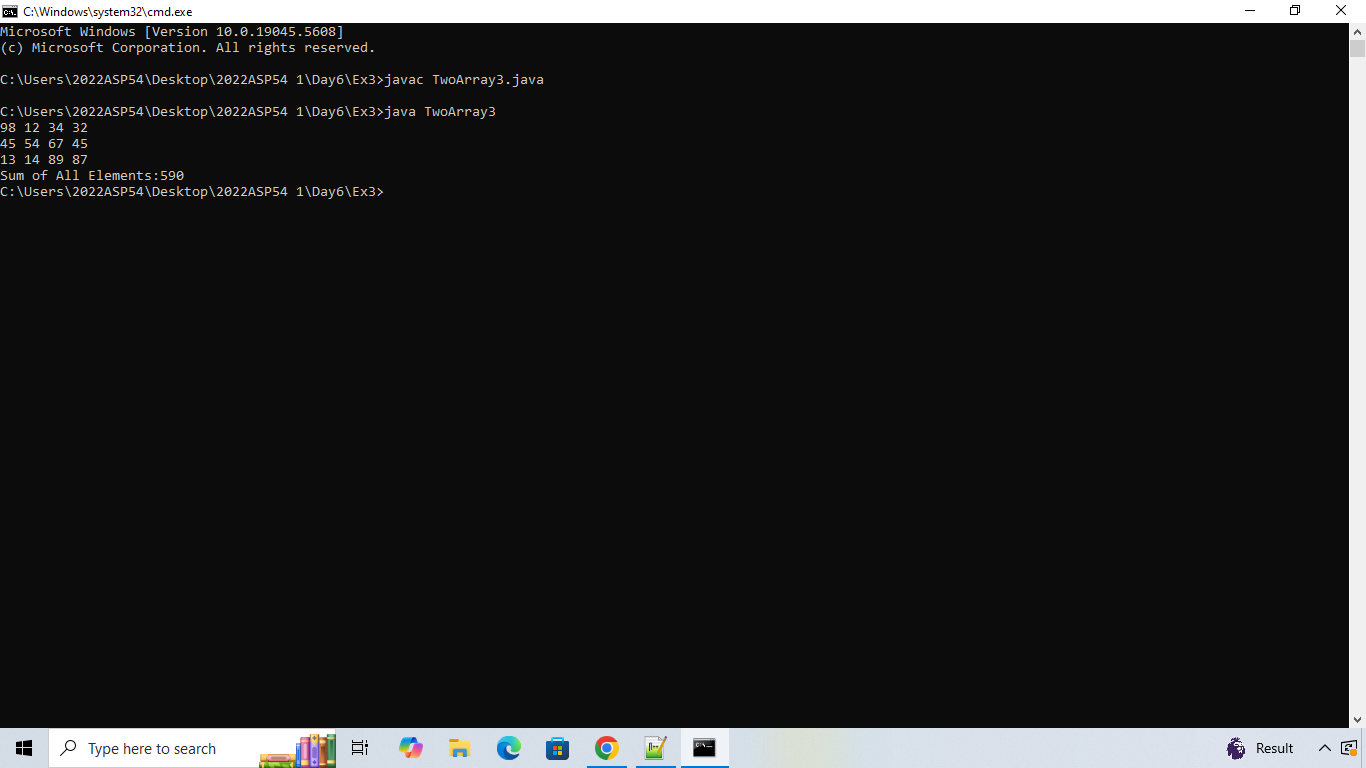 C:\Windows\system32\cmd.exe
Microsoft Windows [Version 10.0.19045.5608]
(c) Microsoft Corporation. All rights reserved.
C:\Users\2022ASP54\Desktop\2022ASP54 1\Day6\Ex3>javac TwoArray3.java
C:\Users\2022ASP54\Desktop\2022ASP54 1\Day6\Ex3>java TwoArray3
98 12 34 32
45 54 67 45
13 14 89 87
Sum of All Elements:590
C:\Users\2022ASP54\Desktop\2022ASP54 1\Day6\Ex3>
Type here to search
Result